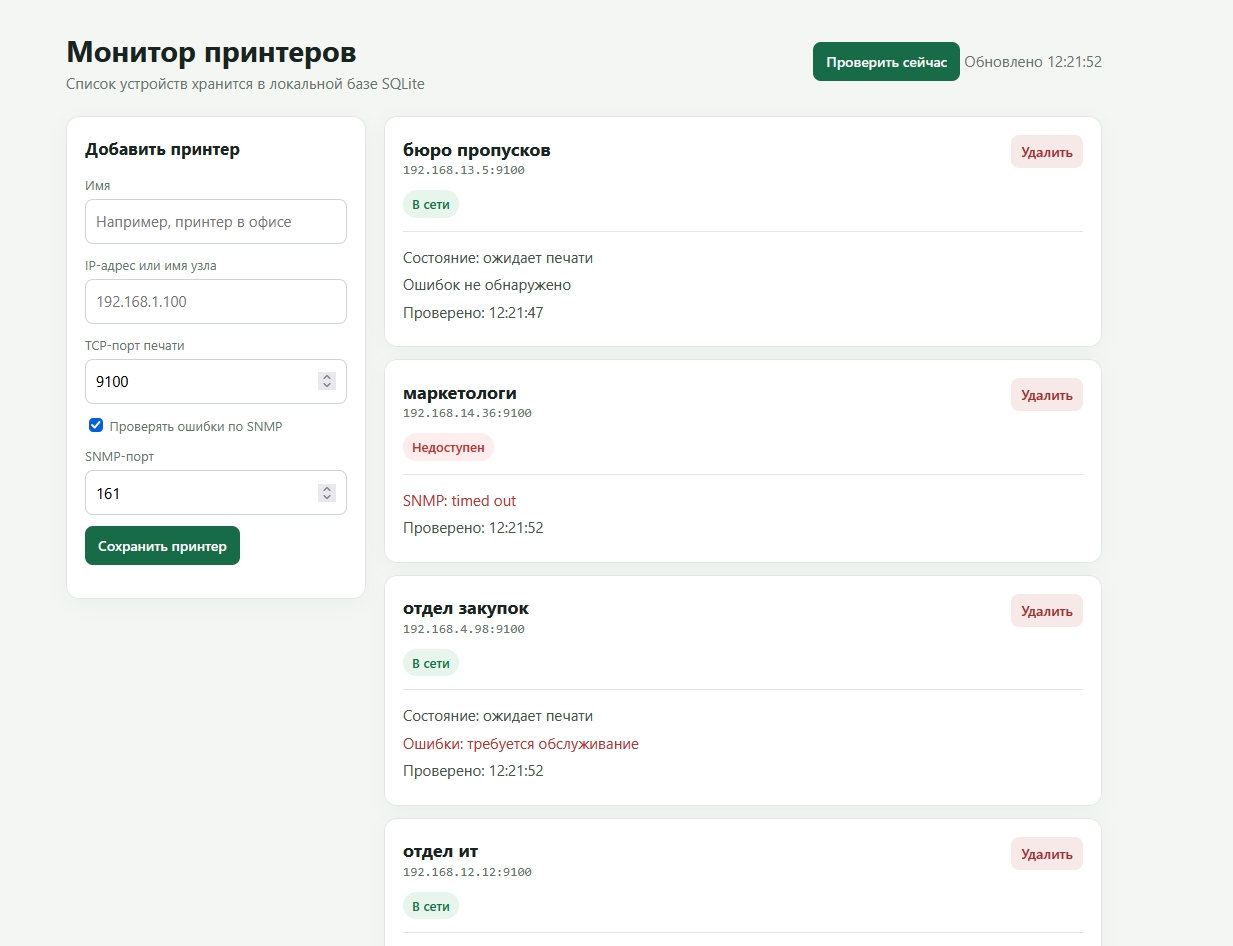 Монитор принтеров
Список устройств хранится в локальной базе SQLite
Проверить сейчас
Обновлено 12:21:52
Добавить принтер
Имя
Например, принтер в офисе
IP-адрес или имя узла
192.168.1.100
TCP-порт печати
9100
Проверять ошибки по SNMP
SNMP-порт
161
Сохранить принтер
бюро пропусков
Удалить
192.168.13.5:9100
В сети
Состояние: ожидает печати
Ошибок не обнаружено
Проверено: 12:21:47
маркетологи
Удалить
192.168.14.36:9100
Недоступен
SNMP: timed out
Проверено: 12:21:52
отдел закупок
Удалить
192.168.4.98:9100
В сети
Состояние: ожидает печати
Ошибки: требуется обслуживание
Проверено: 12:21:52
отдел ит
Удалить
192.168.12.12:9100
В сети